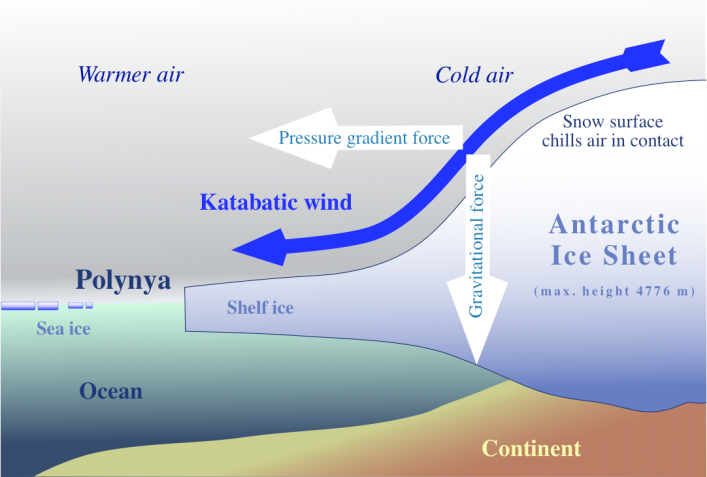 Warmer air
Cold air
Snow surface
chills air in contact
Pressure gradient force
Gravitational force
Katabatic wind
Antarctic
Ice Sheet
(max. height 4776 m)
Polynya
Shelf ice
Sea ice
Ocean
Continent